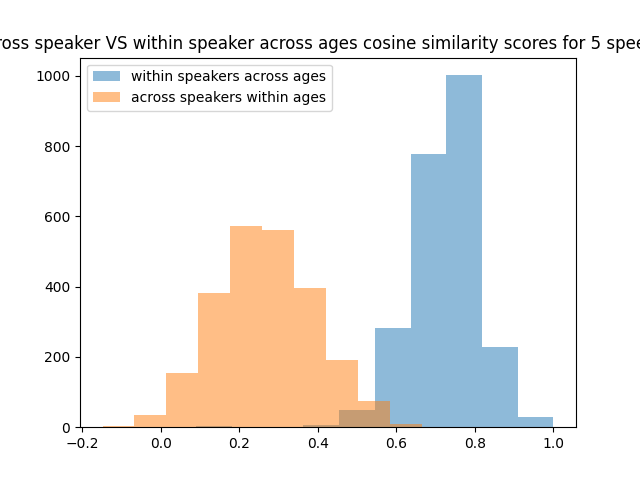 ross speaker VS within speaker across ages cosine similarity scores for 5 spee
within speakers across ages
across speakers within ages
1000
800
600
400
200
0
−0.2 0.0 0.2 0.4 0.6 0.8 1.0